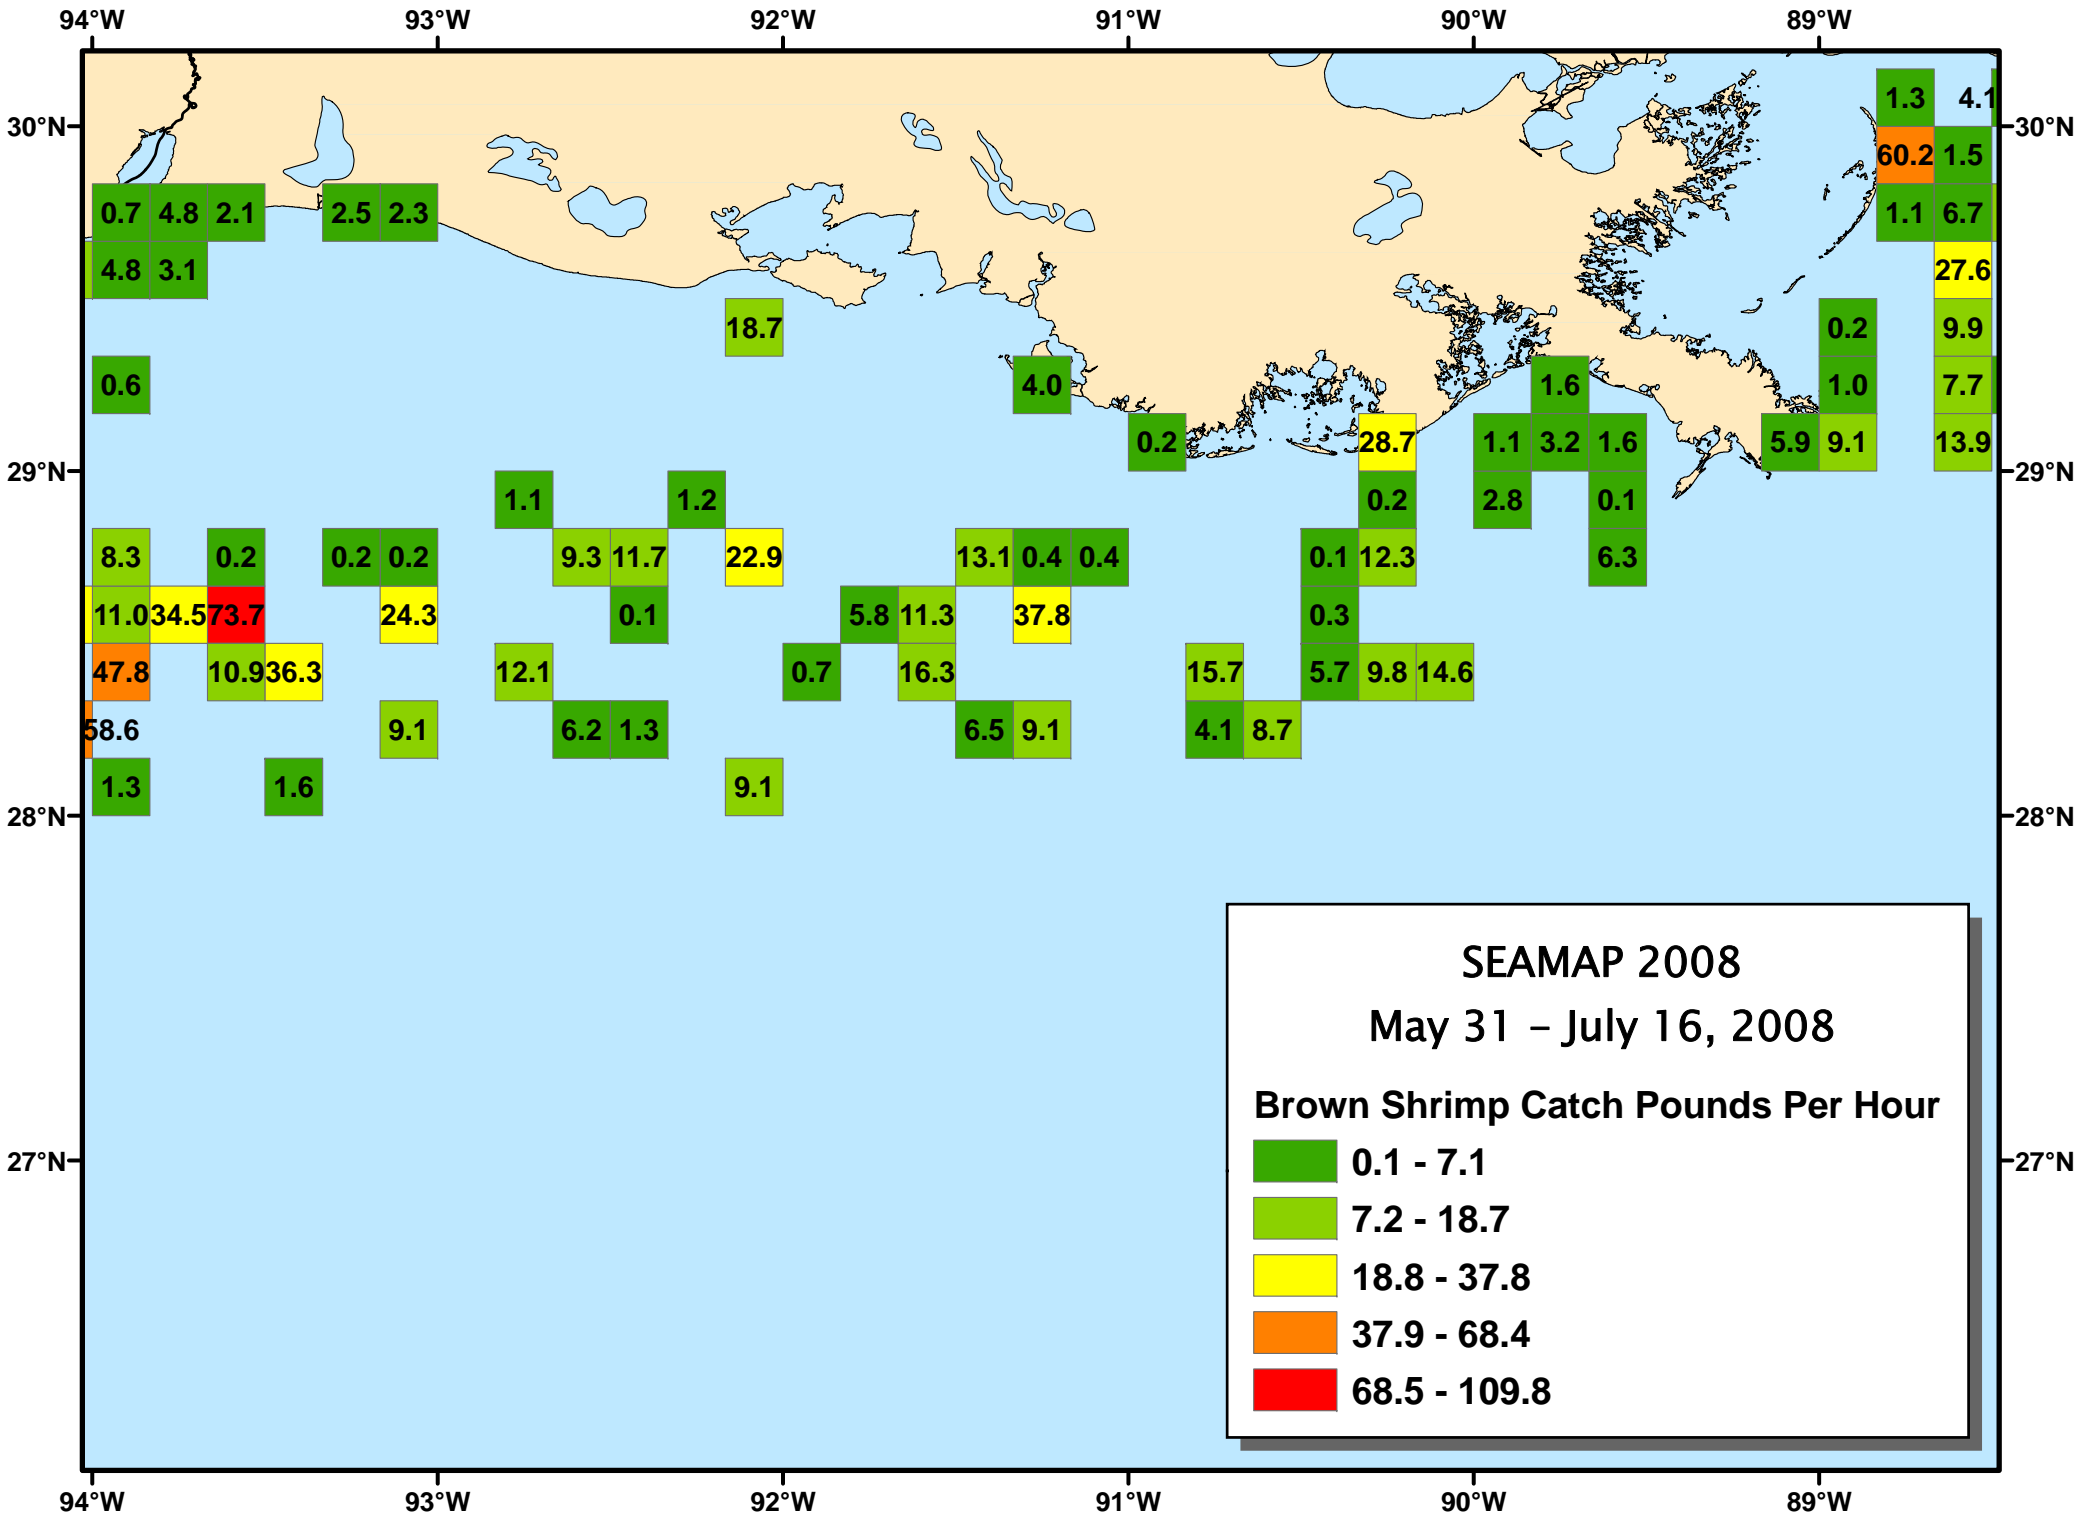 94°W 93°W 92°W 91°W 90°W 89°W
1.3 4.1
30°N 30°N
60.2 1.5
0.7 4.8 2.1 2.5 2.3 1.1 6.7
4.8 3.1 27.6
18.7 0.2 9.9
0.6 4.0 1.6 1.0 7.7
0.2 28.7 1.1 3.2 1.6 5.9 9.1 13.9
29°N 29°N
1.1 1.2 0.2 2.8 0.1
8.3 0.2 0.2 0.2 9.3 11.7 22.9 13.1 0.4 0.4 0.1 12.3 6.3
11.0 34.5 73.7 24.3 0.1 5.8 11.3 37.8 0.3
47.8 10.9 36.3 12.1 0.7 16.3 15.7 5.7 9.8 14.6
58.6 9.1 6.2 1.3 6.5 9.1 4.1 8.7
1.3 1.6 9.1
28°N 28°N
SEAMAP 2008
May 31 – July 16, 2008
Brown Shrimp Catch Pounds Per Hour
27°N 0.1 - 7.1 27°N
7.2 - 18.7
18.8 - 37.8
37.9 - 68.4
68.5 - 109.8
94°W 93°W 92°W 91°W 90°W 89°W